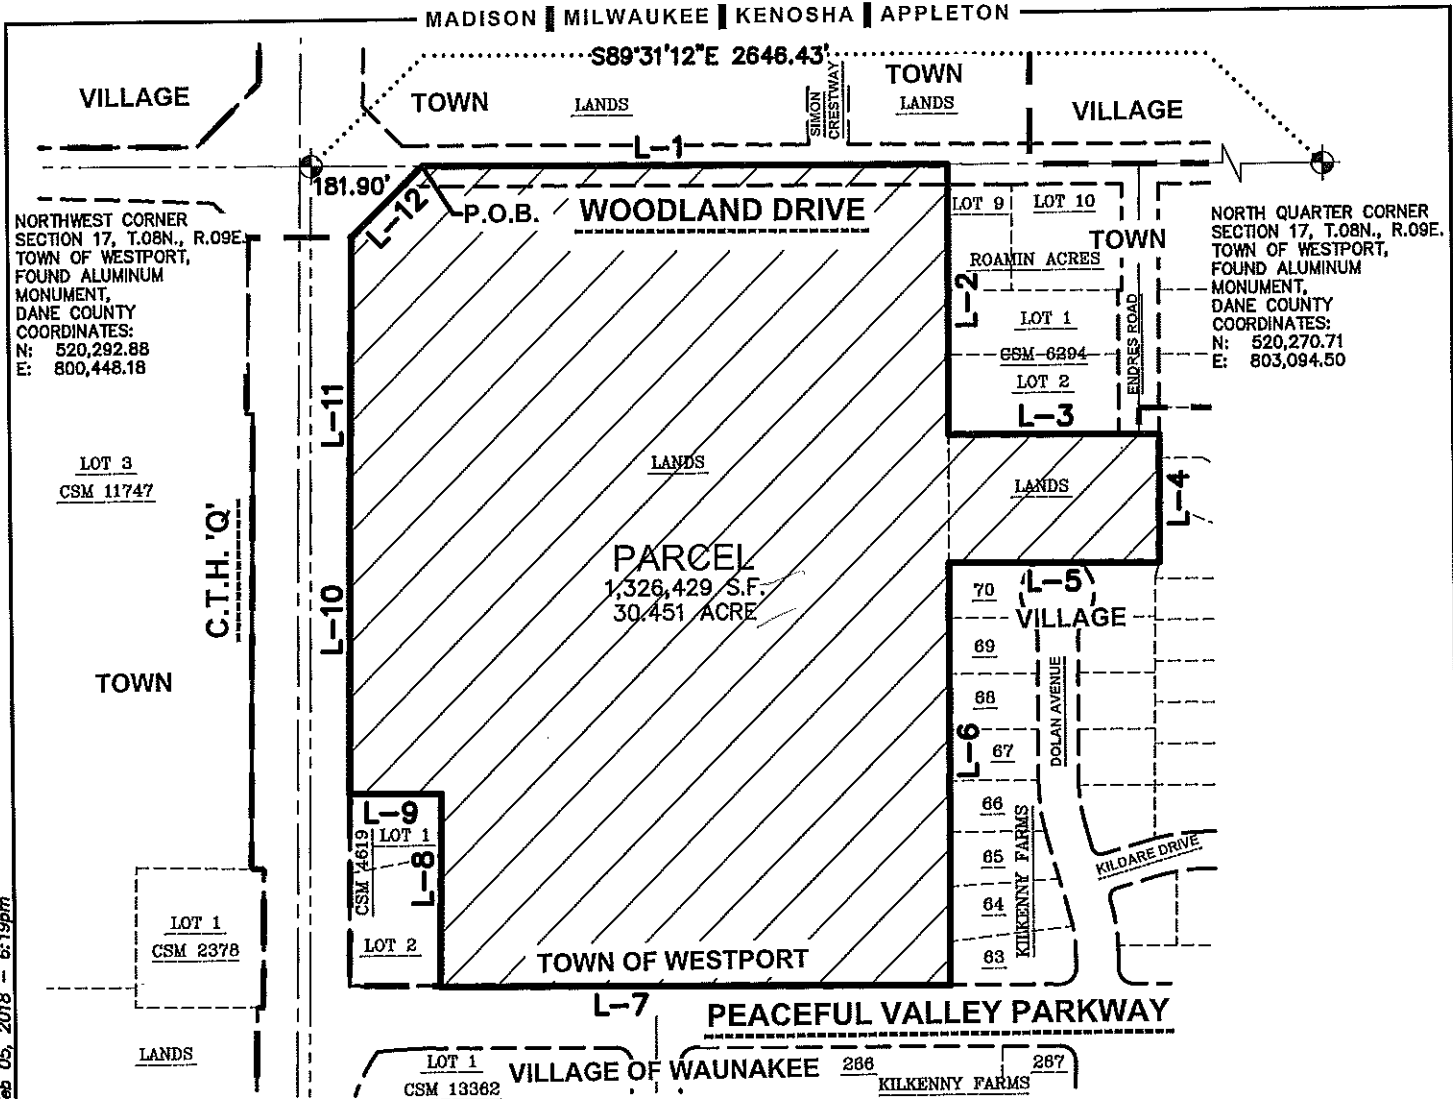 MADISON | MILWAUKEE | KENOSHA | APPLETON
S89°31'12"E 2646.43'
VILLAGE
TOWN
LANDS
SIMON
CRESTWAY
TOWN
LANDS
VILLAGE
L-1
181.90'
L-12
P.O.B.
WOODLAND DRIVE
LOT 9
LOT 10
TOWN
ROAMIN ACRES
NORTHWEST CORNER
SECTION 17, T.08N., R.09E.
TOWN OF WESTPORT,
FOUND ALUMINUM
MONUMENT,
DANE COUNTY
COORDINATES:
N: 520,292.88
E: 800,448.18
NORTH QUARTER CORNER
SECTION 17, T.08N., R.09E.
TOWN OF WESTPORT,
FOUND ALUMINUM
MONUMENT,
DANE COUNTY
COORDINATES:
N: 520,270.71
E: 803,094.50
L-2
LOT 1
CSM 6294
LOT 2
ENDRES ROAD
L-3
L-11
LOT 3
CSM 11747
LANDS
LANDS
L-4
C.T.H. 'Q'
PARCEL
1,326,429 S.F.
30.451 ACRE
L-10
L-5
VILLAGE
70
69
68
67
66
65
64
63
DOLAN AVENUE
L-6
TOWN
KILKENNY FARMS
KILDARE DRIVE
L-9
LOT 1
CSM 4619
L-8
LOT 2
LOT 1
CSM 2378
TOWN OF WESTPORT
L-7
PEACEFUL VALLEY PARKWAY
LANDS
LOT 1
CSM 13362
VILLAGE OF WAUNAKEE
266
267
KILKENNY FARMS
05, 2018 - 6:19pm